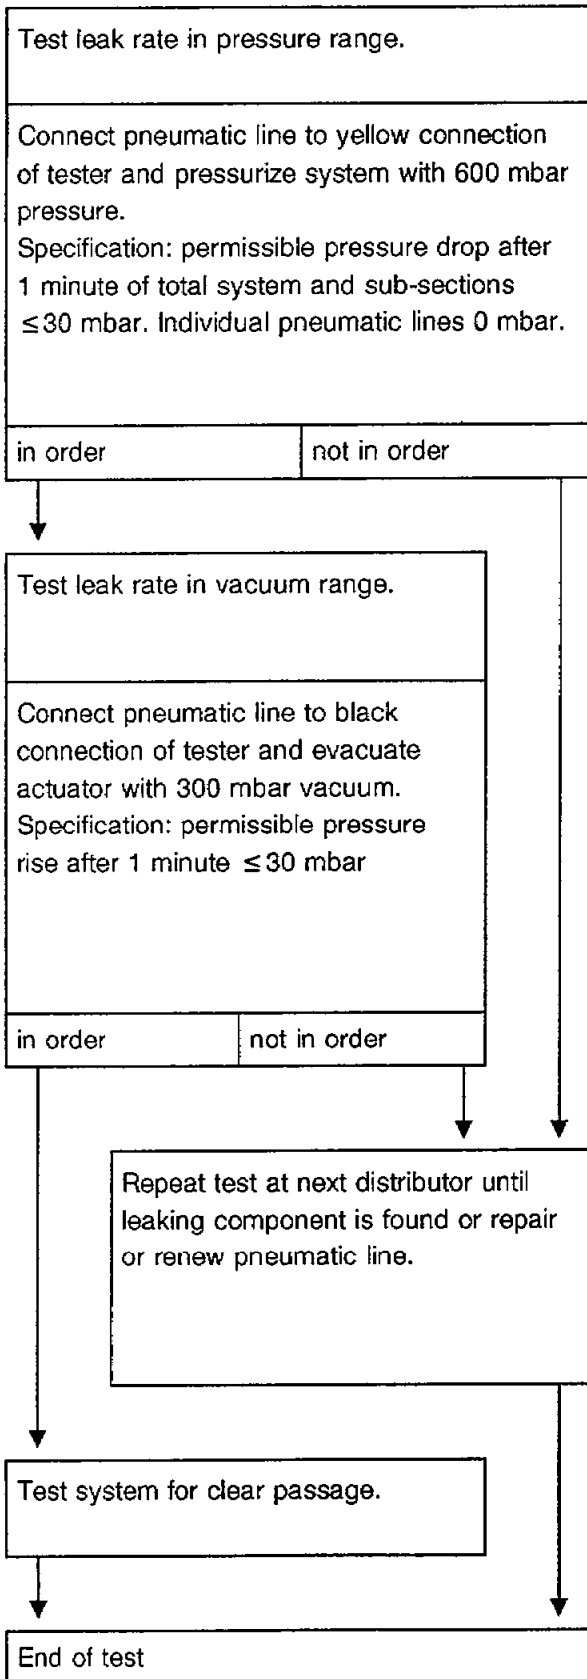 Test leak rate in pressure range.
Connect pneumatic line to yellow connection
of tester and pressurize system with 600 mbar
pressure.
Specification: permissible pressure drop after
1 minute of total system and sub-sections
≤30 mbar. Individual pneumatic lines 0 mbar.
in order
not in order
Test leak rate in vacuum range.
Connect pneumatic line to black
connection of tester and evacuate
actuator with 300 mbar vacuum.
Specification: permissible pressure
rise after 1 minute ≤30 mbar
in order
not in order
Repeat test at next distributor until
leaking component is found or repair
or renew pneumatic line.
Test system for clear passage.
End of test